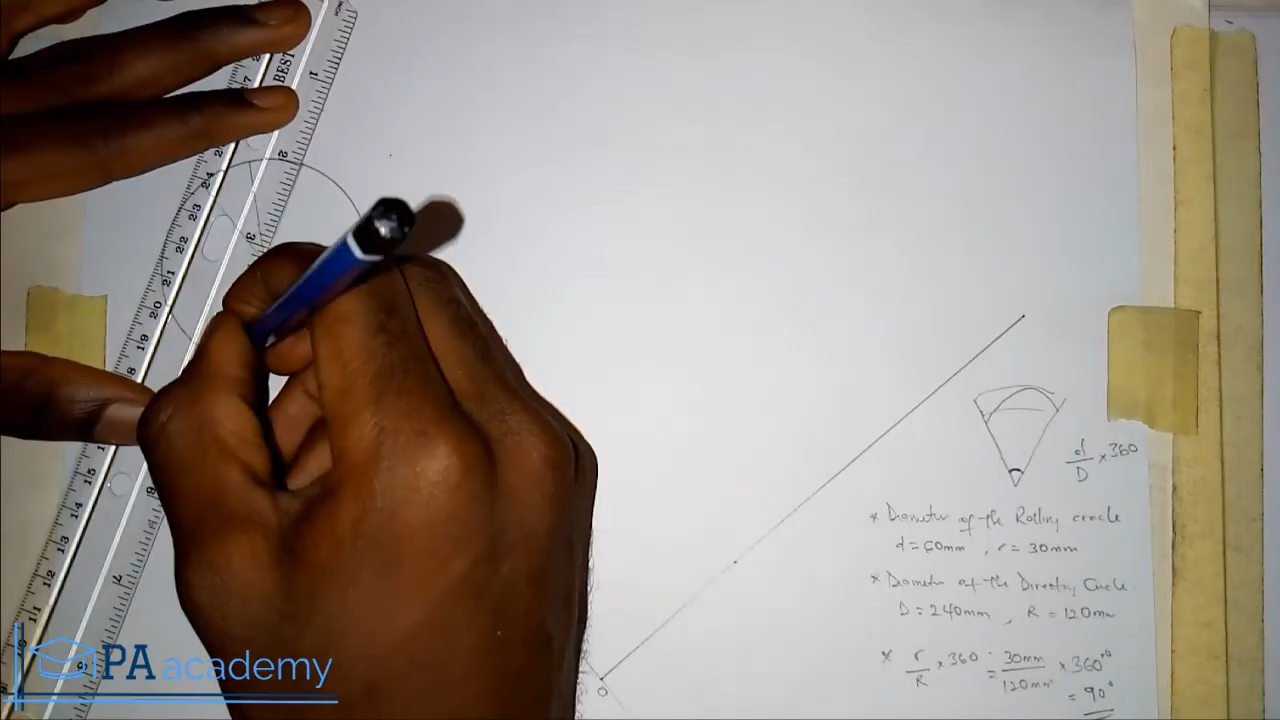 BEST
d/D × 360
* Diameter of the Rolling circle
d = 60mm , r = 30mm
* Diameter of the Directing Circle
D = 240mm , R = 120mm
* r/R × 360 = 30mm/120mm × 360°
= 90°
O
PA academy